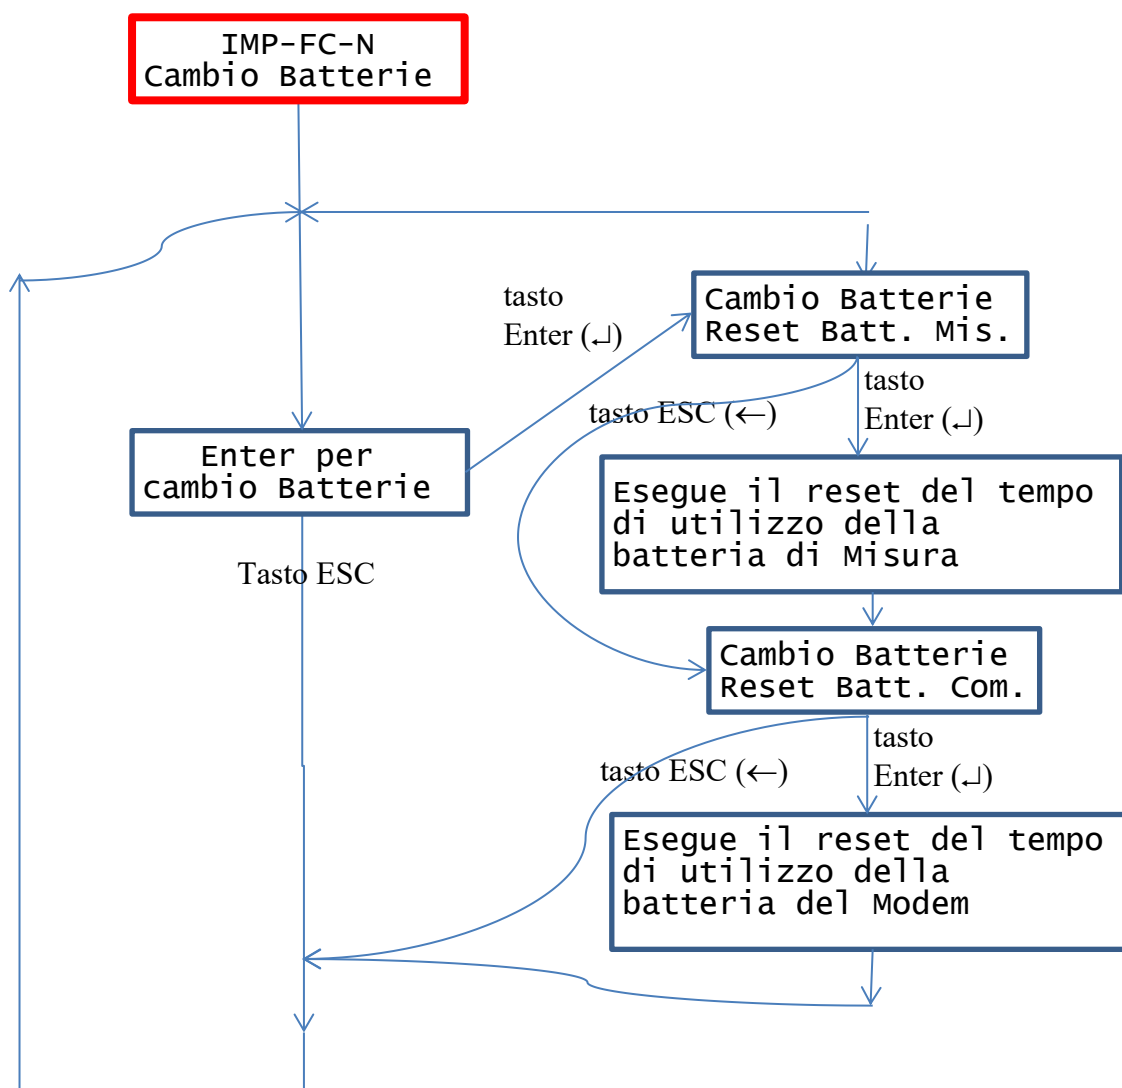 IMP-FC-N
Cambio Batterie
tasto
Enter (↵)
Cambio Batterie
Reset Batt. Mis.
tasto ESC (←)
tasto
Enter (↵)
Enter per
cambio Batterie
Esegue il reset del tempo
di utilizzo della
batteria di Misura
Tasto ESC
Cambio Batterie
Reset Batt. Com.
tasto ESC (←)
tasto
Enter (↵)
Esegue il reset del tempo
di utilizzo della
batteria del Modem